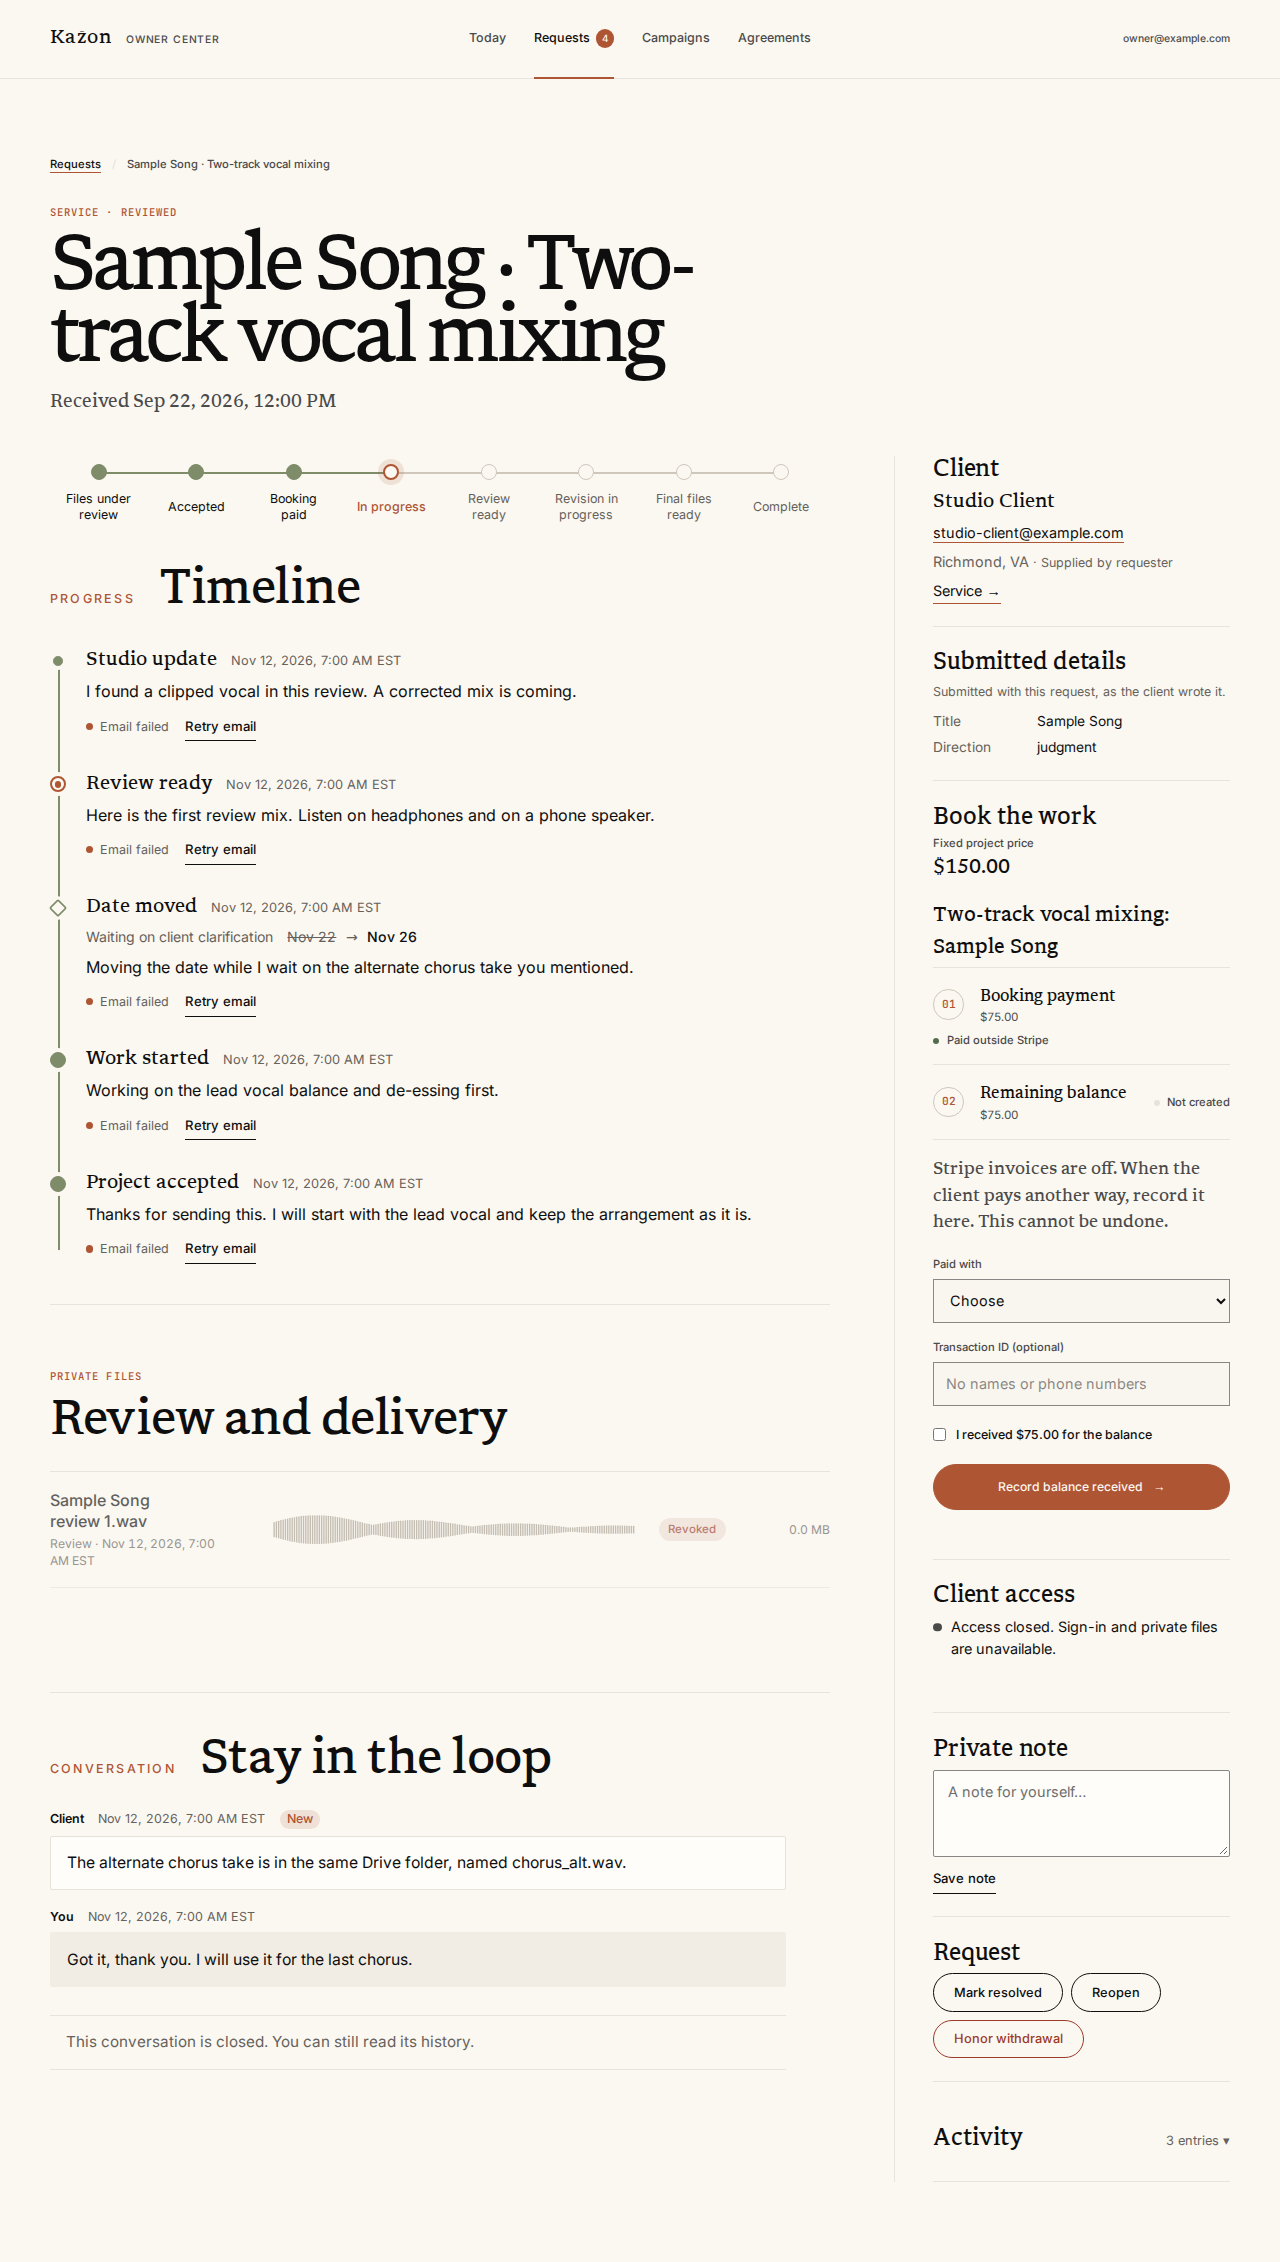 Kažon OWNER CENTER
Today
Requests 4
Campaigns
Agreements
owner@example.com
Requests / Sample Song · Two-track vocal mixing
SERVICE · REVIEWED
Sample Song · Two-
track vocal mixing
Received Sep 22, 2026, 12:00 PM
Files under
review
Accepted
Booking
paid
In progress
Review
ready
Revision in
progress
Final files
ready
Complete
PROGRESS Timeline
Studio update Nov 12, 2026, 7:00 AM EST
I found a clipped vocal in this review. A corrected mix is coming.
Email failed Retry email
Review ready Nov 12, 2026, 7:00 AM EST
Here is the first review mix. Listen on headphones and on a phone speaker.
Email failed Retry email
Date moved Nov 12, 2026, 7:00 AM EST
Waiting on client clarification Nov 22 → Nov 26
Moving the date while I wait on the alternate chorus take you mentioned.
Email failed Retry email
Work started Nov 12, 2026, 7:00 AM EST
Working on the lead vocal balance and de-essing first.
Email failed Retry email
Project accepted Nov 12, 2026, 7:00 AM EST
Thanks for sending this. I will start with the lead vocal and keep the arrangement as it is.
Email failed Retry email
PRIVATE FILES
Review and delivery
Sample Song
review 1.wav
Review · Nov 12, 2026, 7:00
AM EST
Revoked
0.0 MB
CONVERSATION Stay in the loop
Client Nov 12, 2026, 7:00 AM EST New
The alternate chorus take is in the same Drive folder, named chorus_alt.wav.
You Nov 12, 2026, 7:00 AM EST
Got it, thank you. I will use it for the last chorus.
This conversation is closed. You can still read its history.
Client
Studio Client
studio-client@example.com
Richmond, VA · Supplied by requester
Service →
Submitted details
Submitted with this request, as the client wrote it.
Title Sample Song
Direction judgment
Book the work
Fixed project price
$150.00
Two-track vocal mixing:
Sample Song
01 Booking payment
$75.00
Paid outside Stripe
02 Remaining balance
$75.00
Not created
Stripe invoices are off. When the
client pays another way, record it
here. This cannot be undone.
Paid with
Choose
Transaction ID (optional)
No names or phone numbers
I received $75.00 for the balance
Record balance received →
Client access
Access closed. Sign-in and private files
are unavailable.
Private note
A note for yourself…
Save note
Request
Mark resolved
Reopen
Honor withdrawal
Activity 3 entries ▾